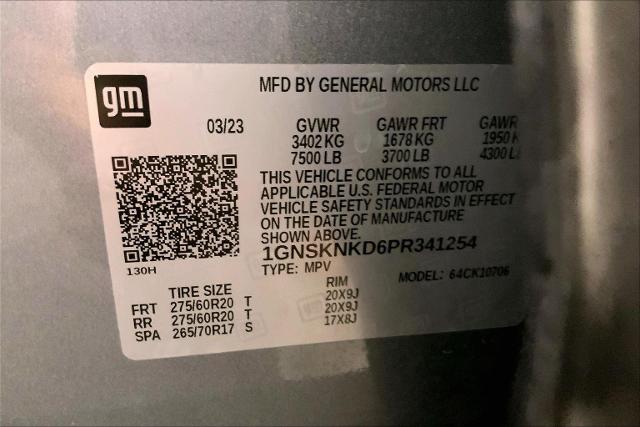 gm
MFD BY GENERAL MOTORS LLC
03/23 GVWR GAWR FRT GAWR
3402 KG 1678 KG 1950 K
7500 LB 3700 LB 4300 L
THIS VEHICLE CONFORMS TO ALL
APPLICABLE U.S. FEDERAL MOTOR
VEHICLE SAFETY STANDARDS IN EFFECT
ON THE DATE OF MANUFACTURE
SHOWN ABOVE.
1GNSKNKD6PR341254
130H
TYPE: MPV MODEL: 64CK10706
TIRE SIZE RIM
FRT 275/60R20 T 20X9J
RR 275/60R20 T 20X9J
SPA 265/70R17 S 17X8J